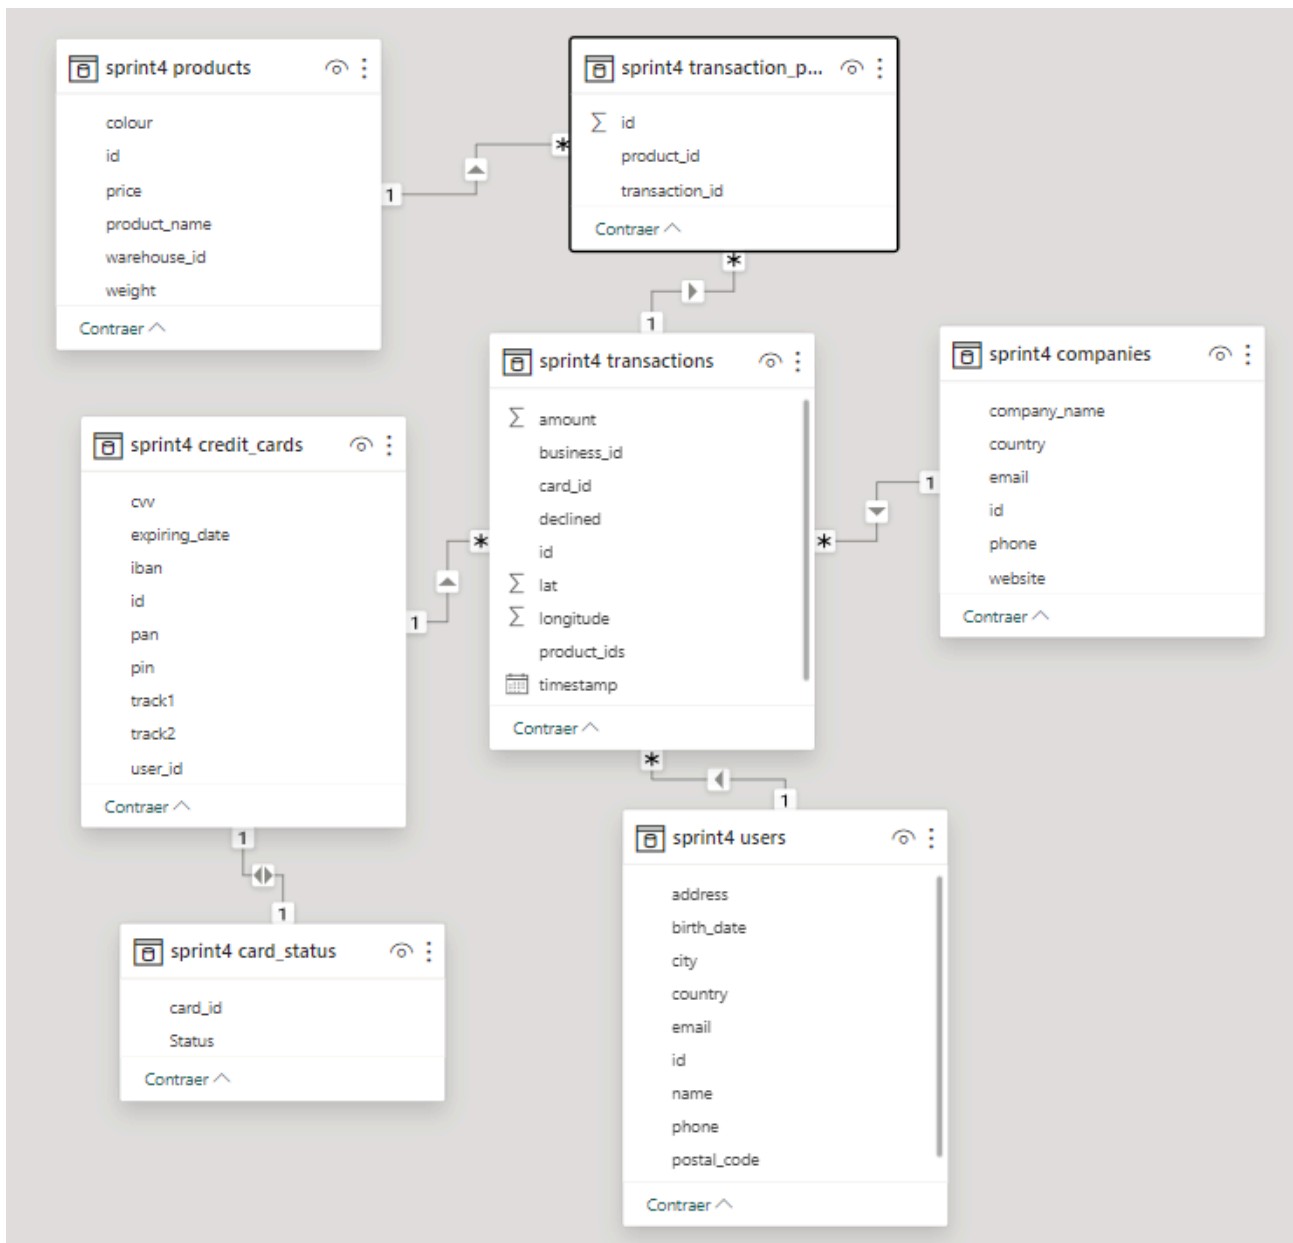 sprint4 products
colour
id
price
product_name
warehouse_id
weight
Contraer
sprint4 transaction_p...
id
product_id
transaction_id
Contraer
1
*
*
1
sprint4 transactions
amount
business_id
card_id
declined
id
lat
longitude
product_ids
timestamp
Contraer
sprint4 companies
company_name
country
email
id
phone
website
Contraer
1
*
sprint4 credit_cards
cvv
expiring_date
iban
id
pan
pin
track1
track2
user_id
Contraer
*
1
1
1
sprint4 card_status
card_id
Status
Contraer
*
1
sprint4 users
address
birth_date
city
country
email
id
name
phone
postal_code
Contraer